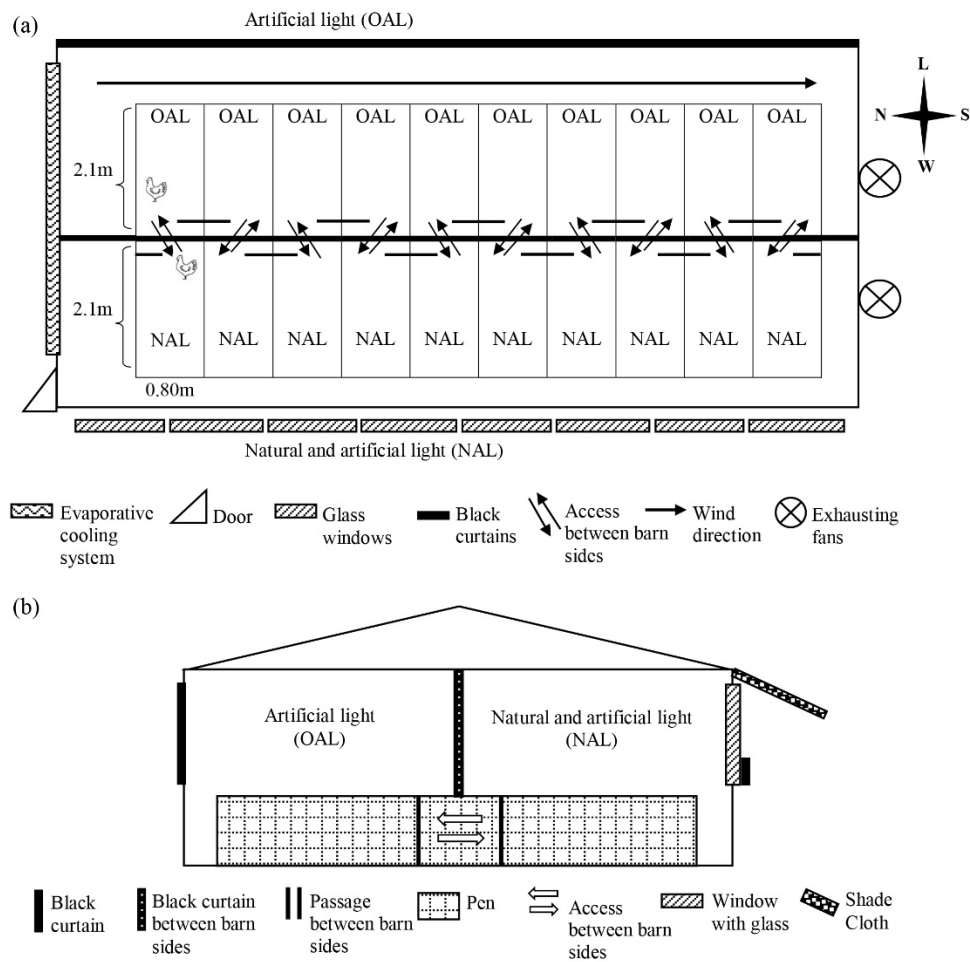 (a)
Artificial light (OAL)
OAL OAL OAL OAL OAL OAL OAL OAL OAL OAL
L
N S
W
2.1m
2.1m
NAL NAL NAL NAL NAL NAL NAL NAL NAL NAL
0.80m
Natural and artificial light (NAL)
Evaporative
cooling
system
Door
Glass
windows
Black
curtains
Access
between barn
sides
Wind
direction
Exhausting
fans
(b)
Artificial light
(OAL)
Natural and artificial light
(NAL)
Black
curtain
Black curtain
between barn
sides
Passage
between barn
sides
Pen
Access
between barn
sides
Window
with glass
Shade
Cloth